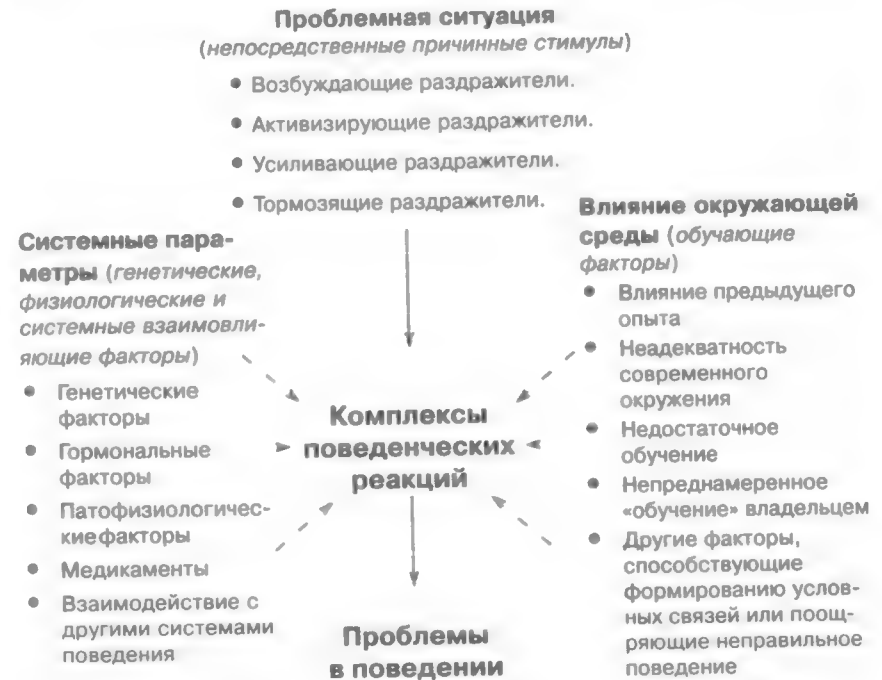 Проблемная ситуация
(непосредственные причинные стимулы)
• Возбуждающие раздражители.
• Активизирующие раздражители.
• Усиливающие раздражители.
• Тормозящие раздражители.
Системные пара-
метры (генетические,
физиологические и
системные взаимовли-
яющие факторы)
• Генетические
факторы
• Гормональные
факторы
• Патофизиологичес-
киефакторы
• Медикаменты
• Взаимодействие с
другими системами
поведения
Влияние окружающей
среды (обучающие
факторы)
• Влияние предыдущего
опыта
• Неадекватность
современного
окружения
• Недостаточное
обучение
• Непреднамеренное
«обучение» владельцем
• Другие факторы,
способствующие
формированию услов-
ных связей или поощ-
ряющие неправильное
поведение
Комплексы
поведенческих
реакций
Проблемы
в поведении